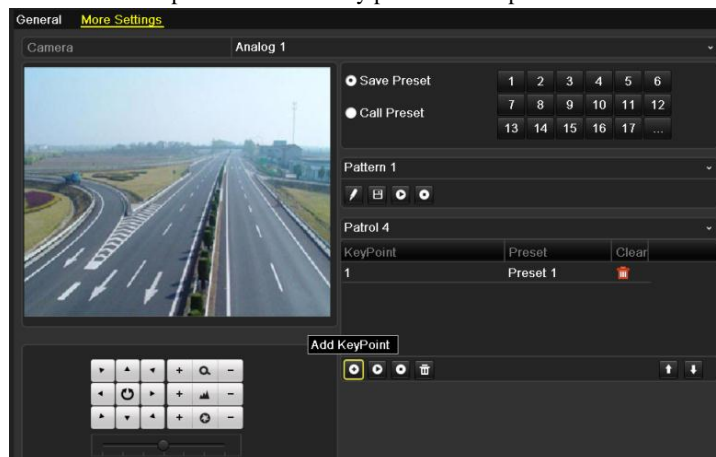 General More Settings
Camera Analog 1
Save Preset 1 2 3 4 5 6
Call Preset 7 8 9 10 11 12
13 14 15 16 17 ...
Pattern 1
Patrol 4
KeyPoint Preset Clear
1 Preset 1
Add KeyPoint
+ -
+ -
+ -